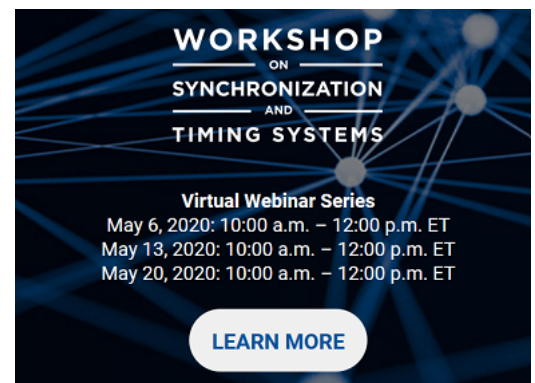 WORKSHOP
ON
SYNCHRONIZATION
AND
TIMING SYSTEMS
Virtual Webinar Series
May 6, 2020: 10:00 a.m. – 12:00 p.m. ET
May 13, 2020: 10:00 a.m. – 12:00 p.m. ET
May 20, 2020: 10:00 a.m. – 12:00 p.m. ET
LEARN MORE